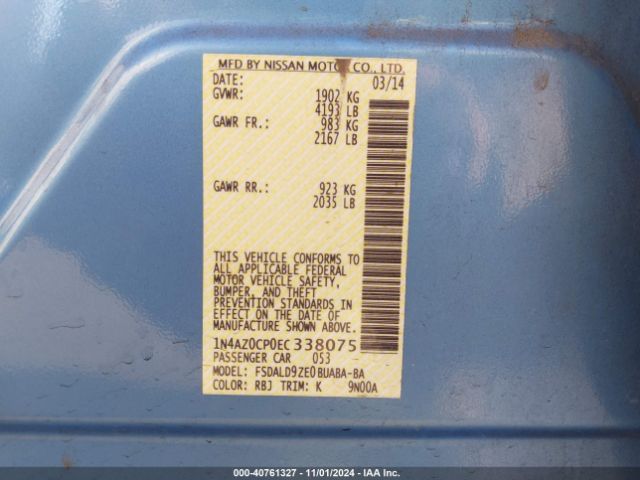 MFD BY NISSAN MOTOR CO., LTD.
DATE: 03/14
GVWR: 1902 KG
4193 LB
GAWR FR.: 983 KG
2167 LB
GAWR RR.: 923 KG
2035 LB
THIS VEHICLE CONFORMS TO
ALL APPLICABLE FEDERAL
MOTOR VEHICLE SAFETY,
BUMPER, AND THEFT
PREVENTION STANDARDS IN
EFFECT ON THE DATE OF
MANUFACTURE SHOWN ABOVE.
1N4AZ0CP0EC338075
PASSENGER CAR 053
MODEL: FSDALD9ZE0BUABA-BA
COLOR: RBJ TRIM: K 9N00A
000-40761327 - 11/01/2024 - IAA Inc.